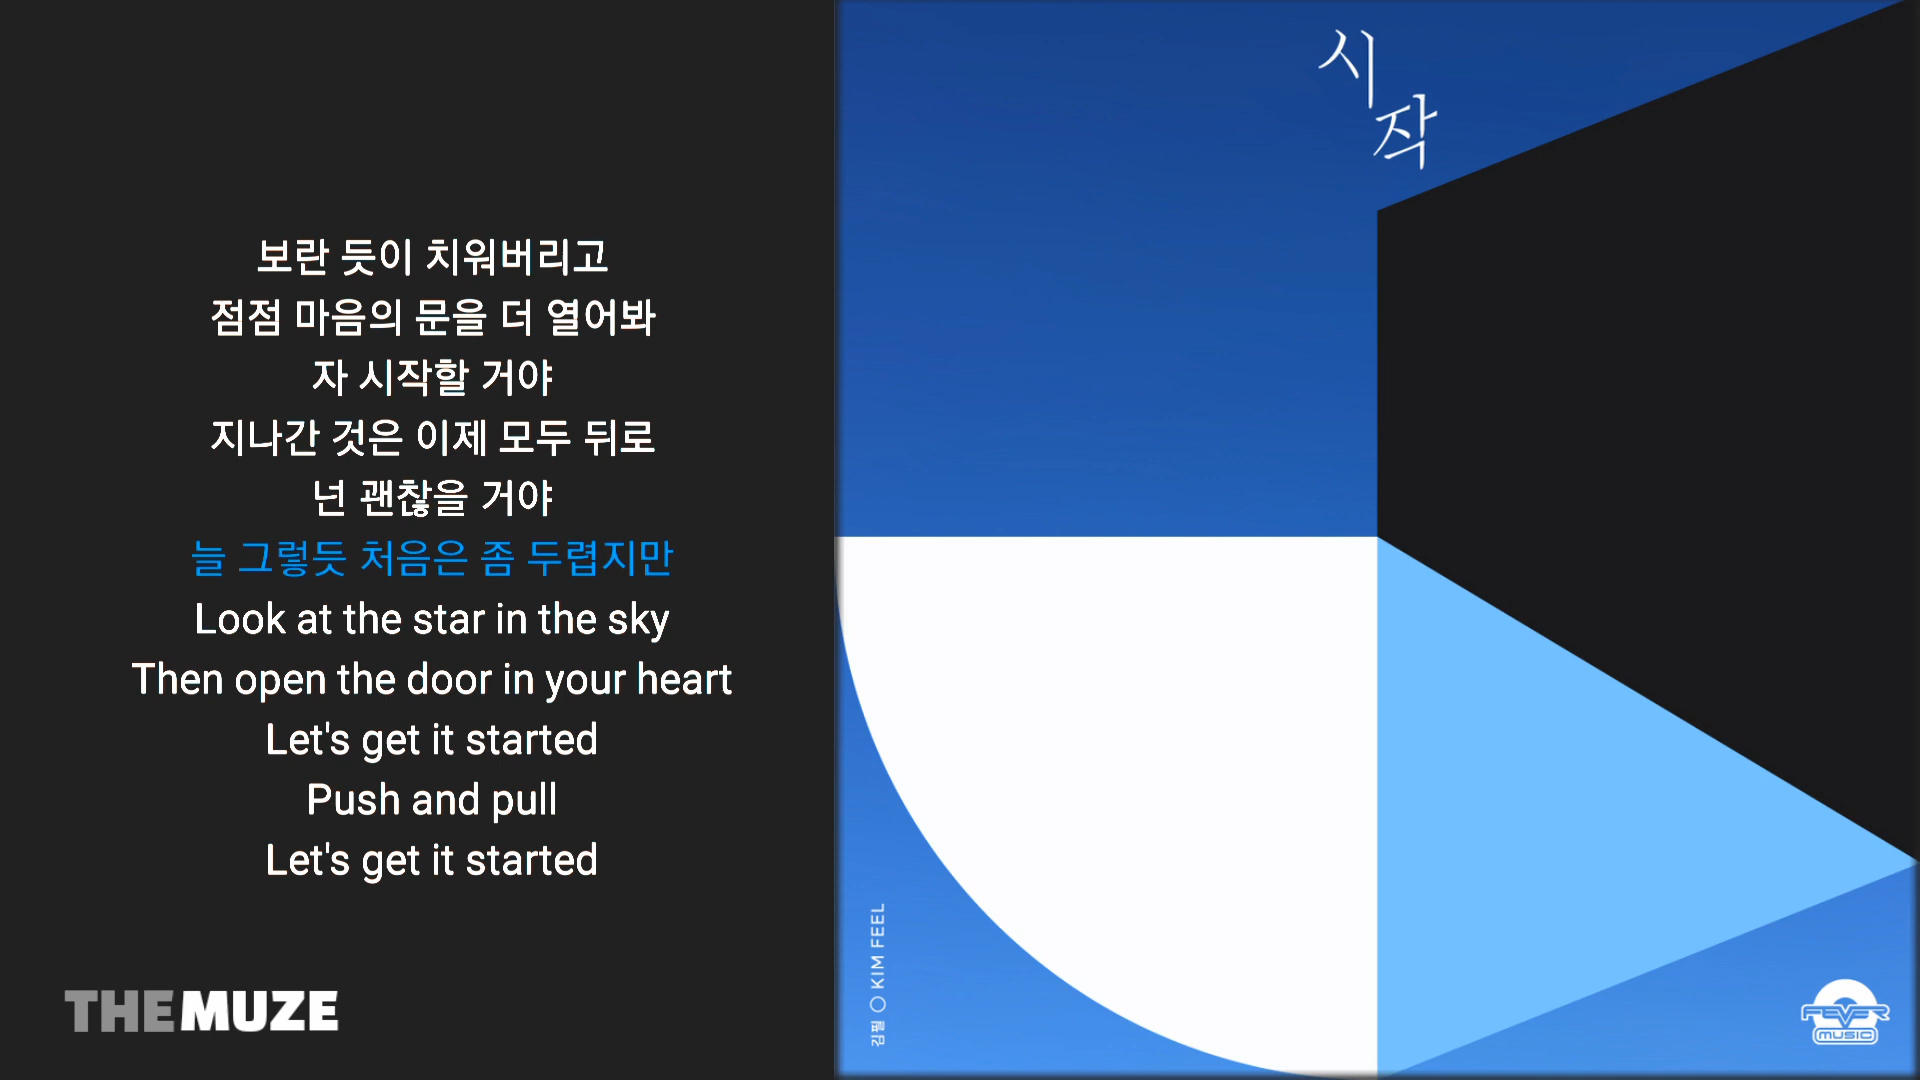 보란 듯이 치워버리고
점점 마음의 문을 더 열어봐
자 시작할 거야
지나간 것은 이제 모두 뒤로
넌 괜찮을 거야
늘 그렇듯 처음은 좀 두렵지만
Look at the star in the sky
Then open the door in your heart
Let's get it started
Push and pull
Let's get it started
THEMUZE
시작
김필 ○ KIM FEEL
FEVER
MUSIC